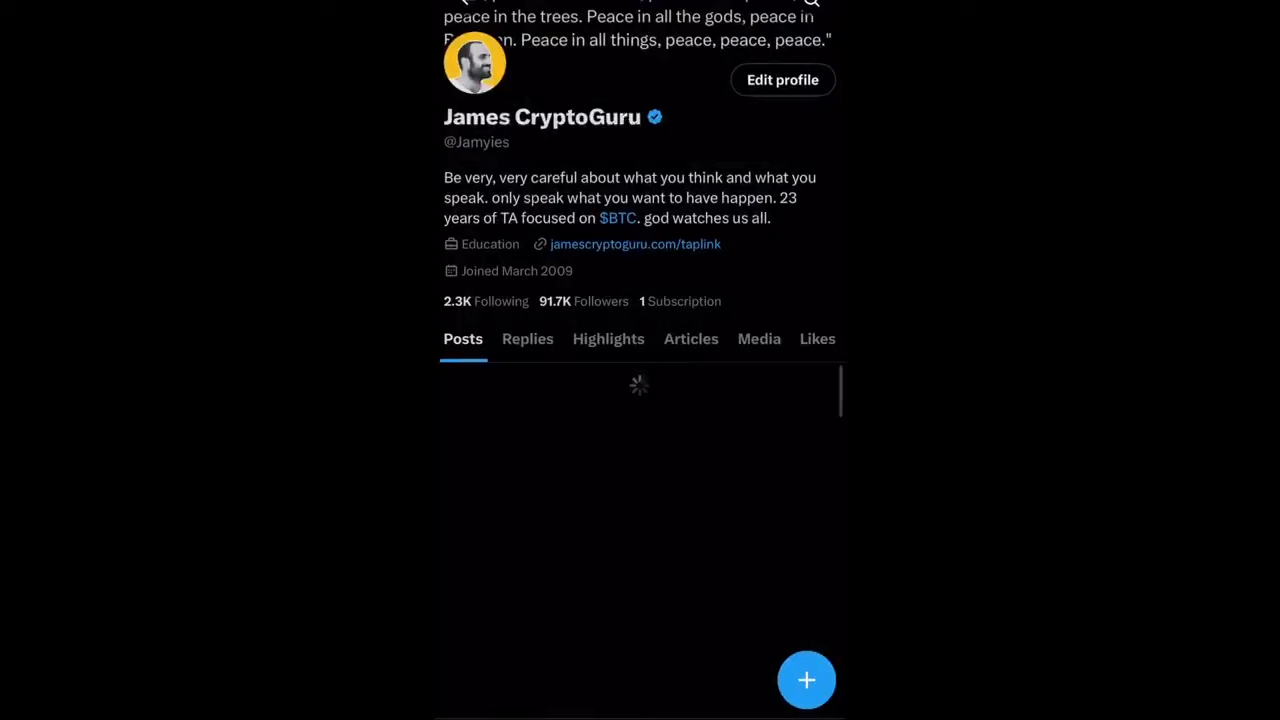 peace in the trees. Peace in all the gods, peace in
n. Peace in all things, peace, peace, peace."
Edit profile
James CryptoGuru
@Jamyies
Be very, very careful about what you think and what you
speak. only speak what you want to have happen. 23
years of TA focused on $BTC. god watches us all.
Education jamescryptoguru.com/taplink
Joined March 2009
2.3K Following 91.7K Followers 1 Subscription
Posts Replies Highlights Articles Media Likes